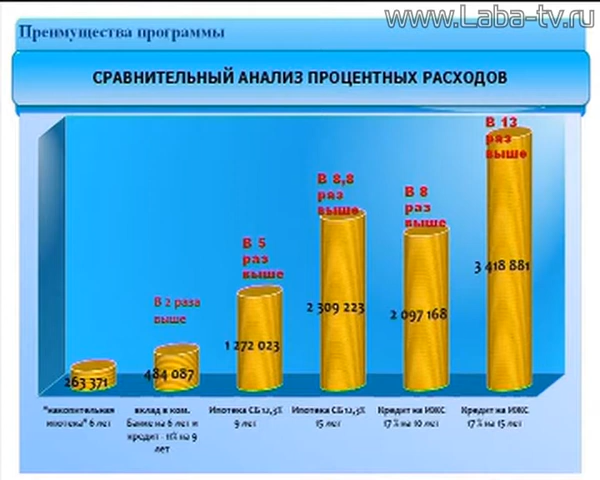 www.Laba-tv.ru
Преимущества программы
СРАВНИТЕЛЬНЫЙ АНАЛИЗ ПРОЦЕНТНЫХ РАСХОДОВ
В 13
раз
выше
В 8,8
раз
выше
В 8
раз
выше
В 5
раз
выше
В 2 раза
выше
263 371
484 087
1 272 023
2 309 223
2 097 168
3 418 881
"накопительная
ипотека" 6 лет
вклад в ком.
Банке на 6 лет и
кредит - 11% на 9
лет
Ипотека СБ 12,5%
9 лет
Ипотека СБ 12,5%
15 лет
Кредит на ИЖС
17 % на 10 лет
Кредит на ИЖС
17 % на 15 лет